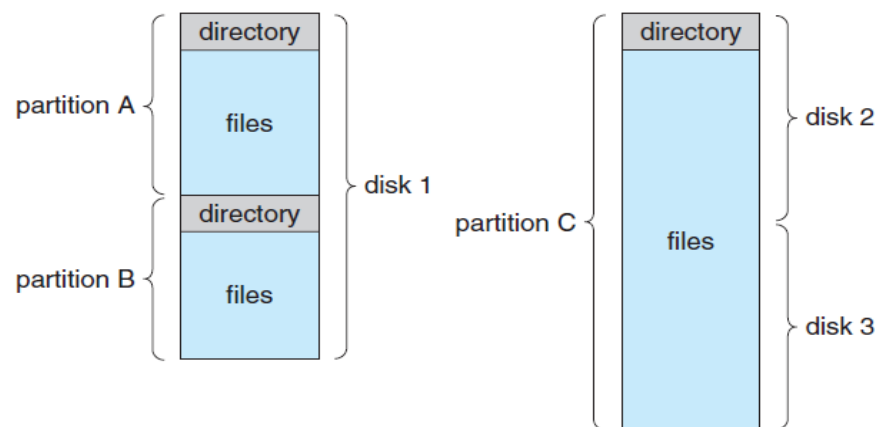 directory
partition A
files
disk 1
directory
partition B
files
directory
disk 2
partition C
files
disk 3